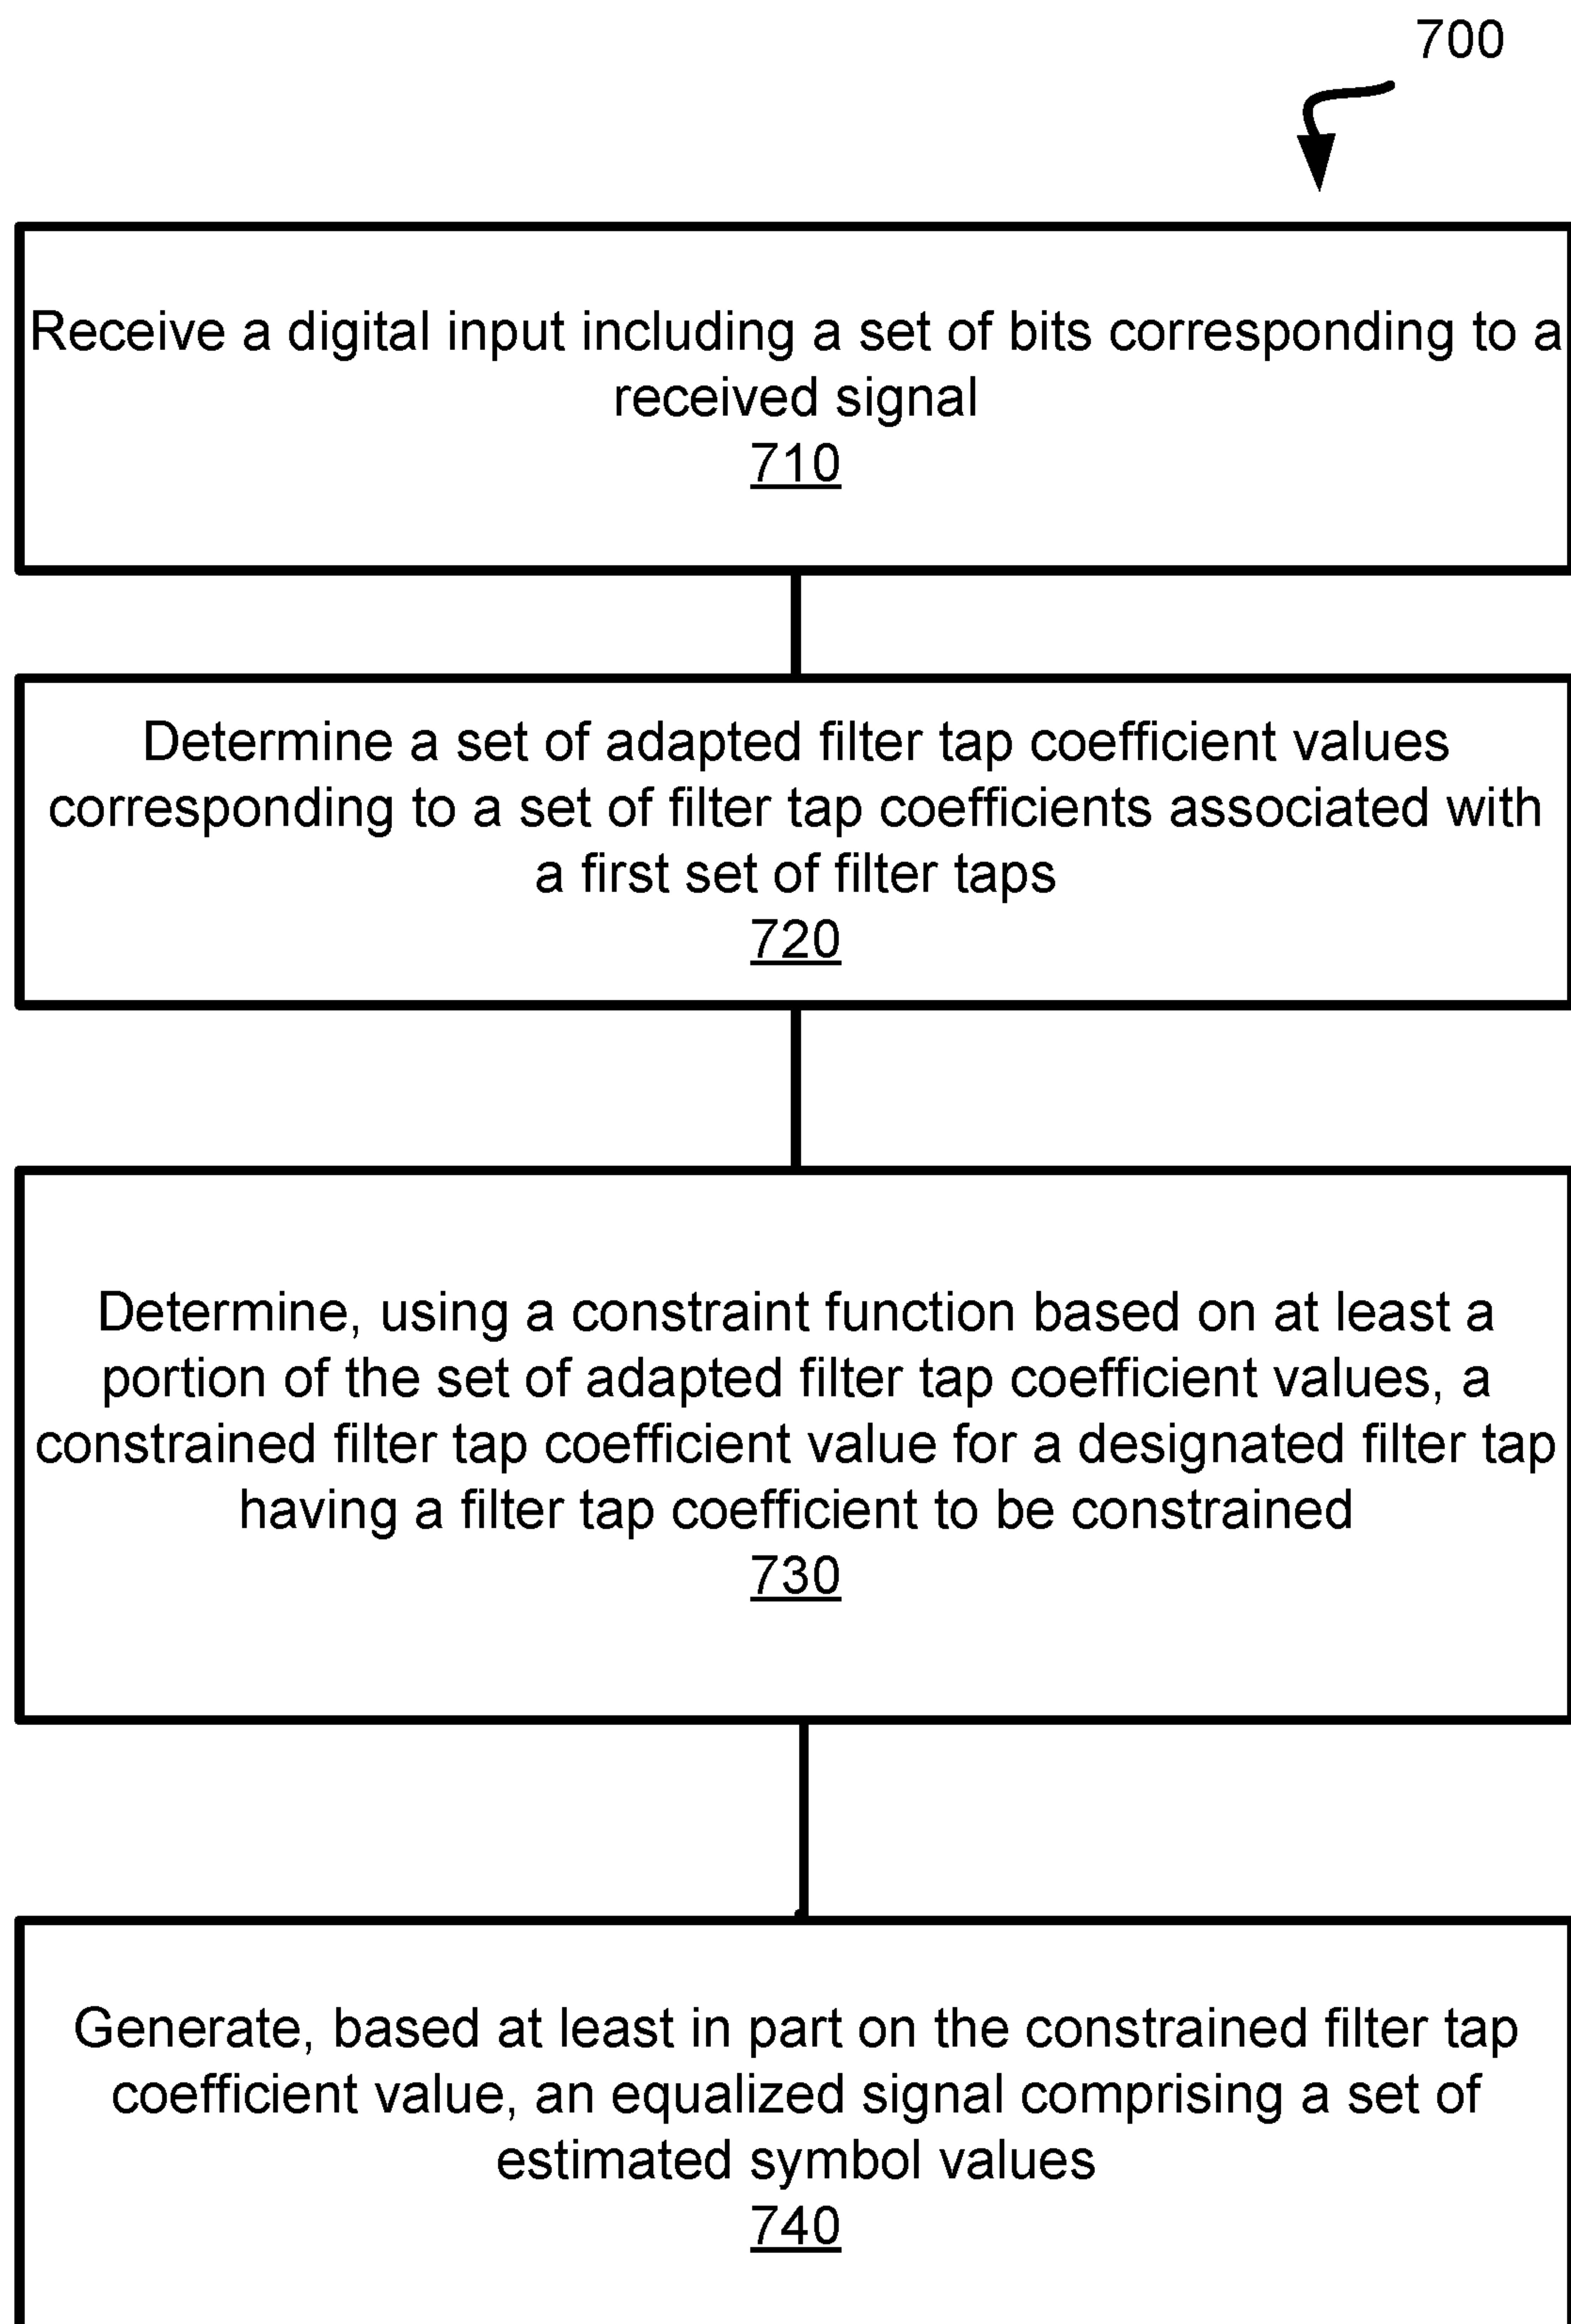 700
Receive a digital input including a set of bits corresponding to a
received signal
710
Determine a set of adapted filter tap coefficient values
corresponding to a set of filter tap coefficients associated with
a first set of filter taps
720
Determine, using a constraint function based on at least a
portion of the set of adapted filter tap coefficient values, a
constrained filter tap coefficient value for a designated filter tap
having a filter tap coefficient to be constrained
730
Generate, based at least in part on the constrained filter tap
coefficient value, an equalized signal comprising a set of
estimated symbol values
740